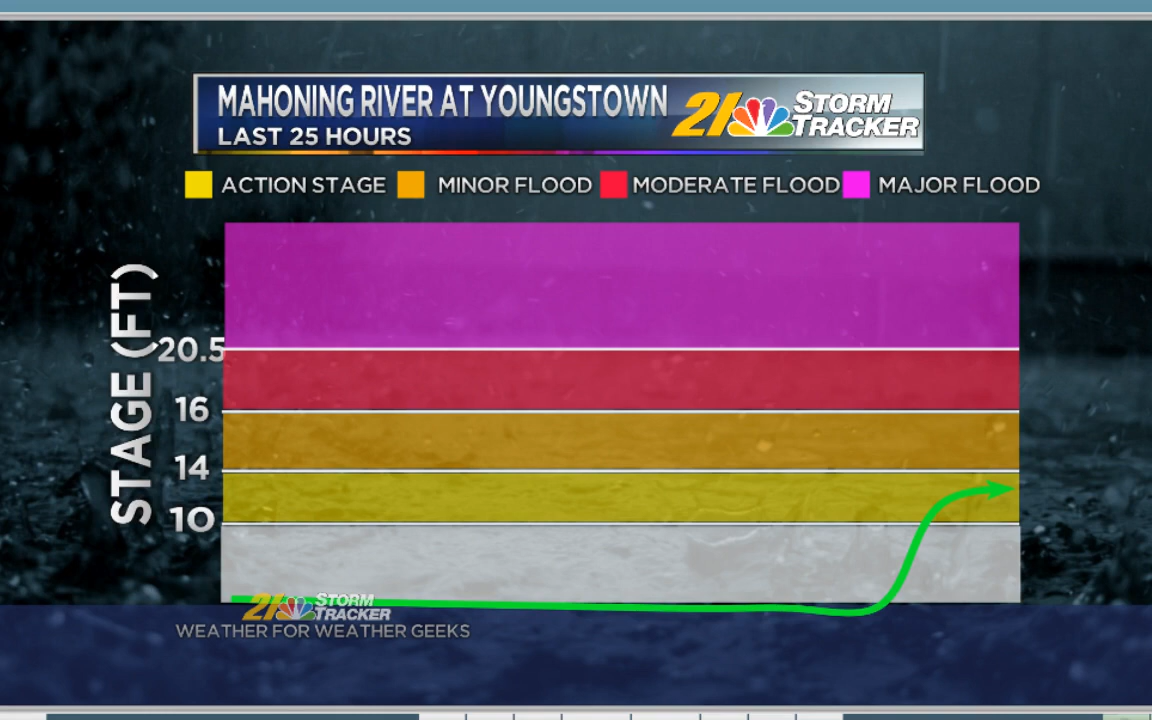 MAHONING RIVER AT YOUNGSTOWN
LAST 25 HOURS
21 STORM TRACKER
ACTION STAGE
MINOR FLOOD
MODERATE FLOOD
MAJOR FLOOD
STAGE (FT)
20.5
16
14
10
21 STORM TRACKER
WEATHER FOR WEATHER GEEKS